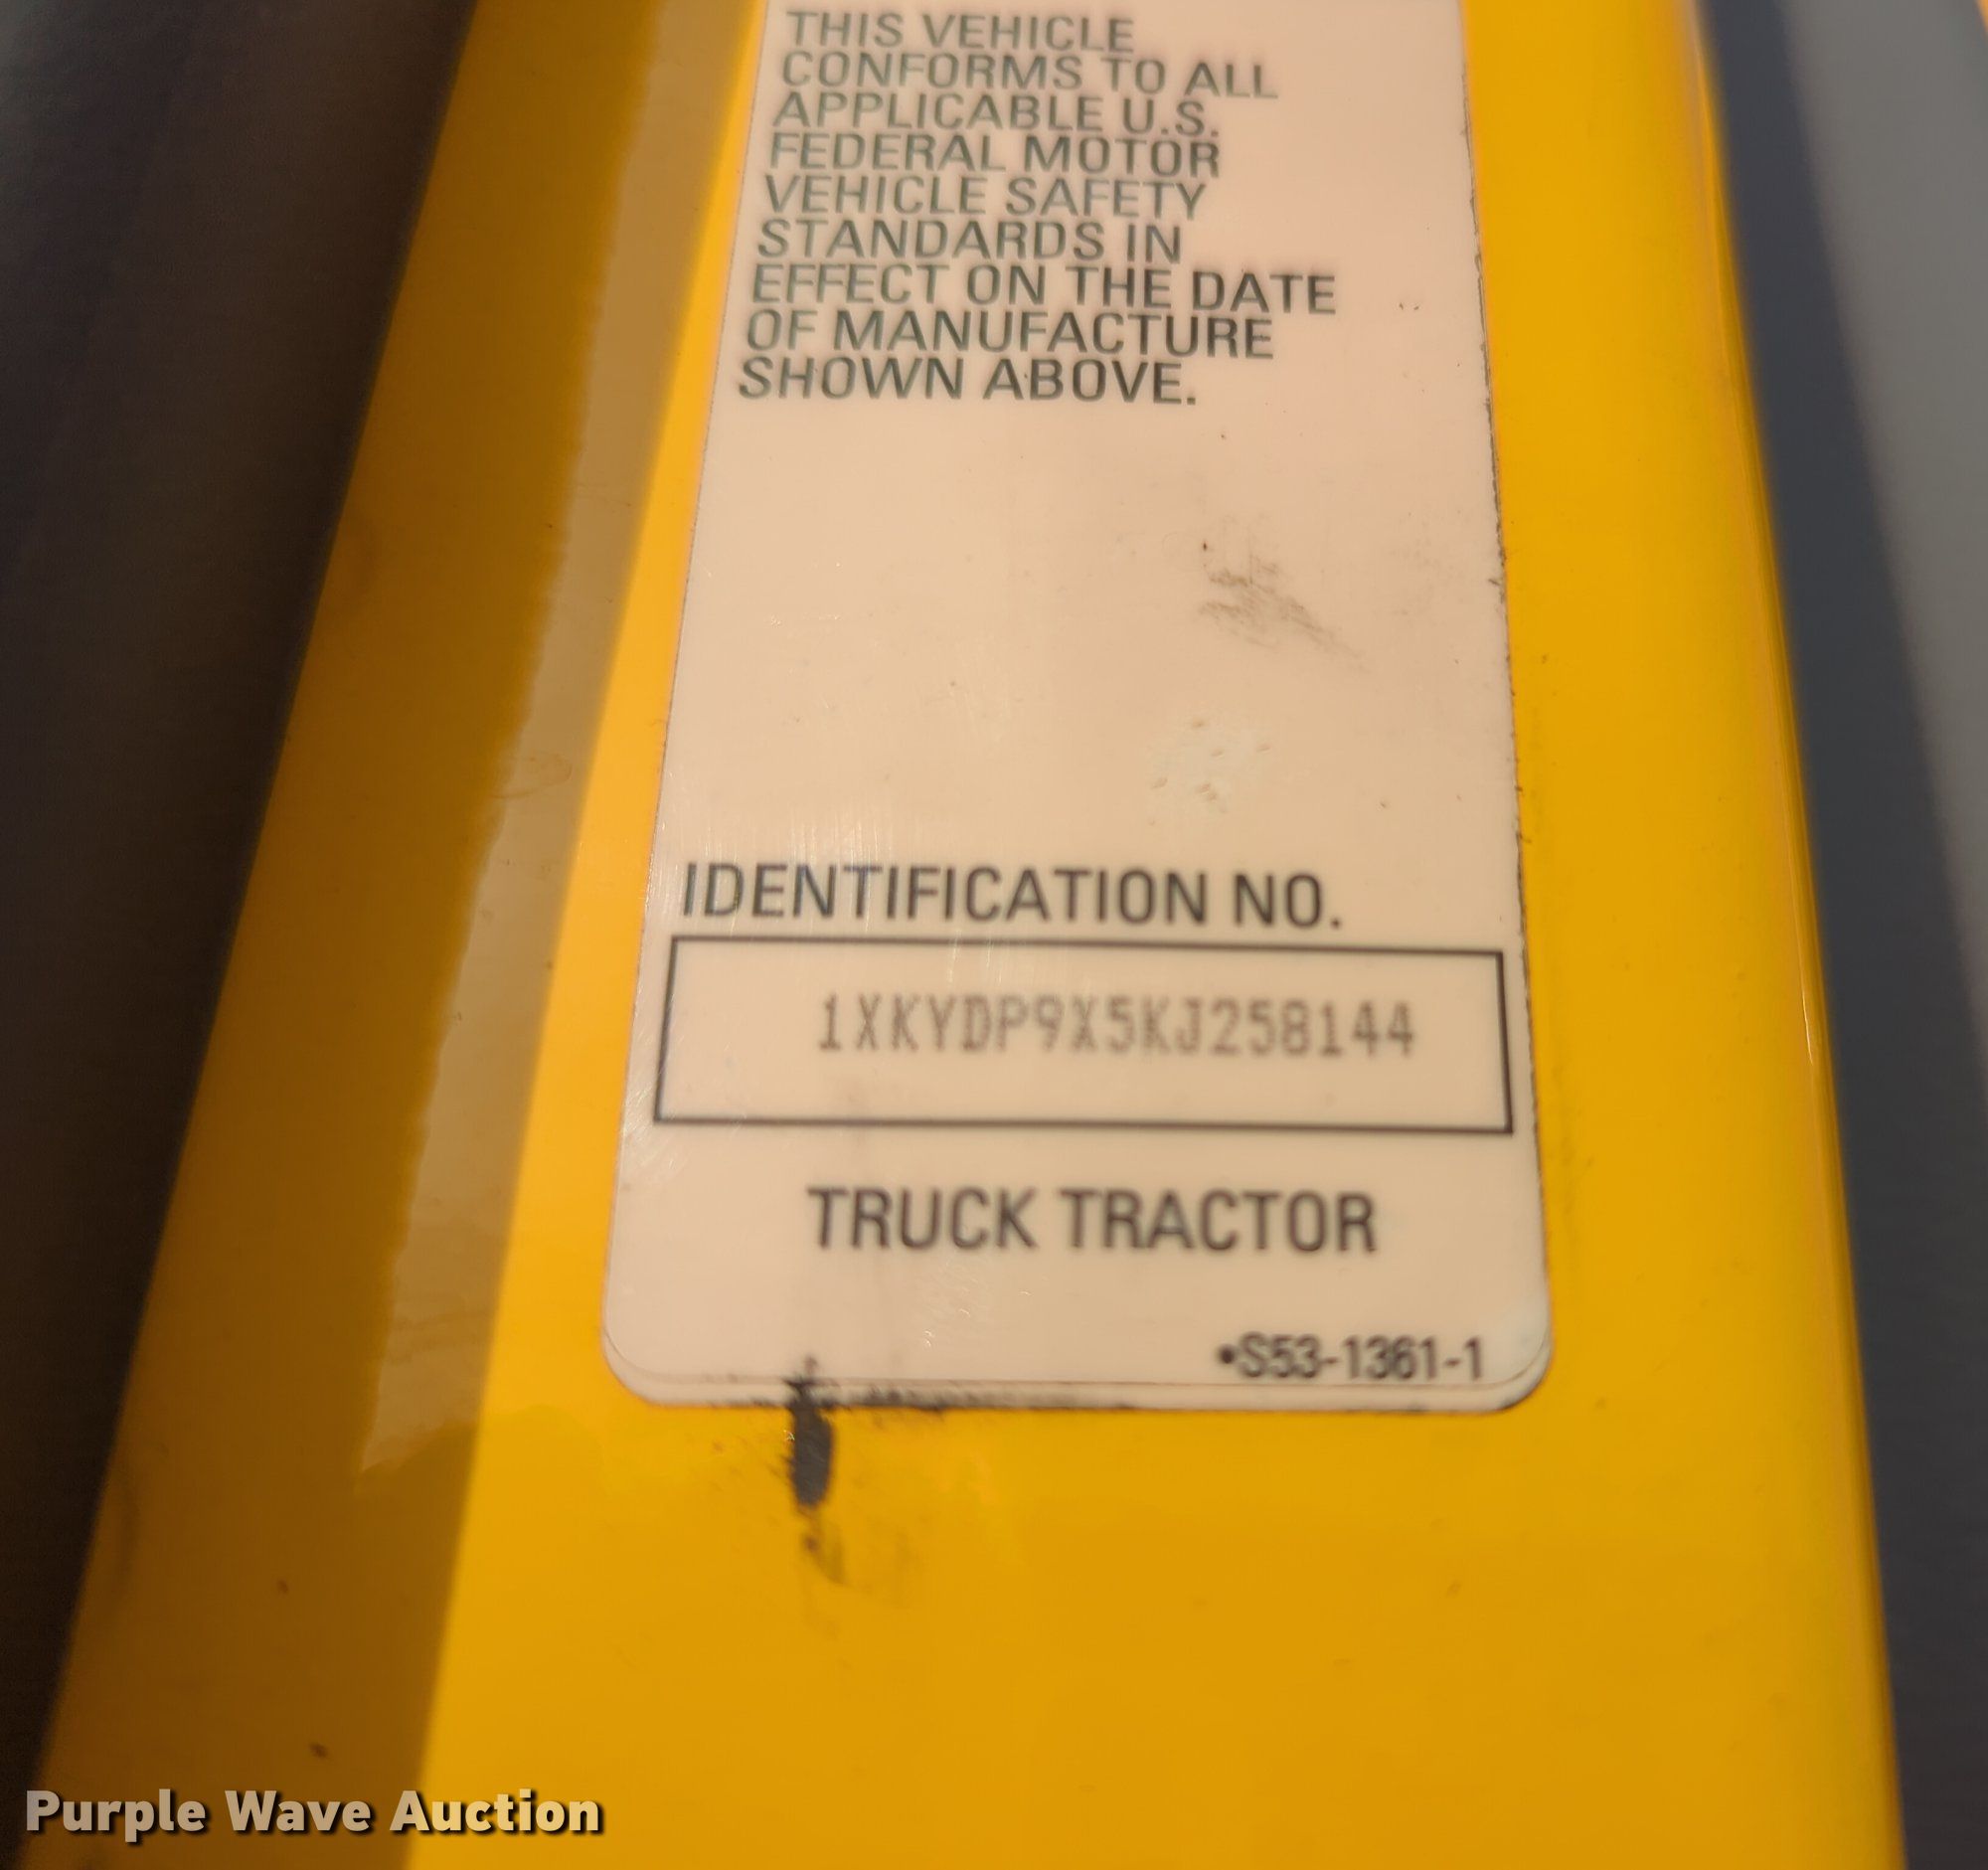 THIS VEHICLE
CONFORMS TO ALL
APPLICABLE U.S.
FEDERAL MOTOR
VEHICLE SAFETY
STANDARDS IN
EFFECT ON THE DATE
OF MANUFACTURE
SHOWN ABOVE.
IDENTIFICATION NO.
1XKYDP9X5KJ258144
TRUCK TRACTOR
•S53-1361-1
Purple Wave Auction